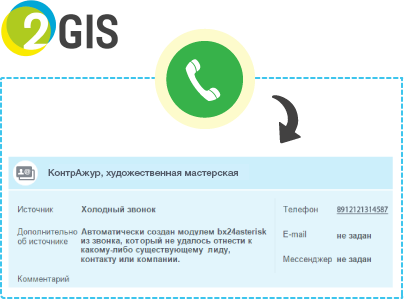 2GIS
КонтрАжур, художественная мастерская
Источник
Холодный звонок
Дополнительно
об источнике
Автоматически создан модулем bx24asterisk
из звонка, который не удалось отнести к
какому-либо существующему лиду,
контакту или компании.
Комментарий
Телефон
8912121314587
E-mail
не задан
Мессенджер
не задан